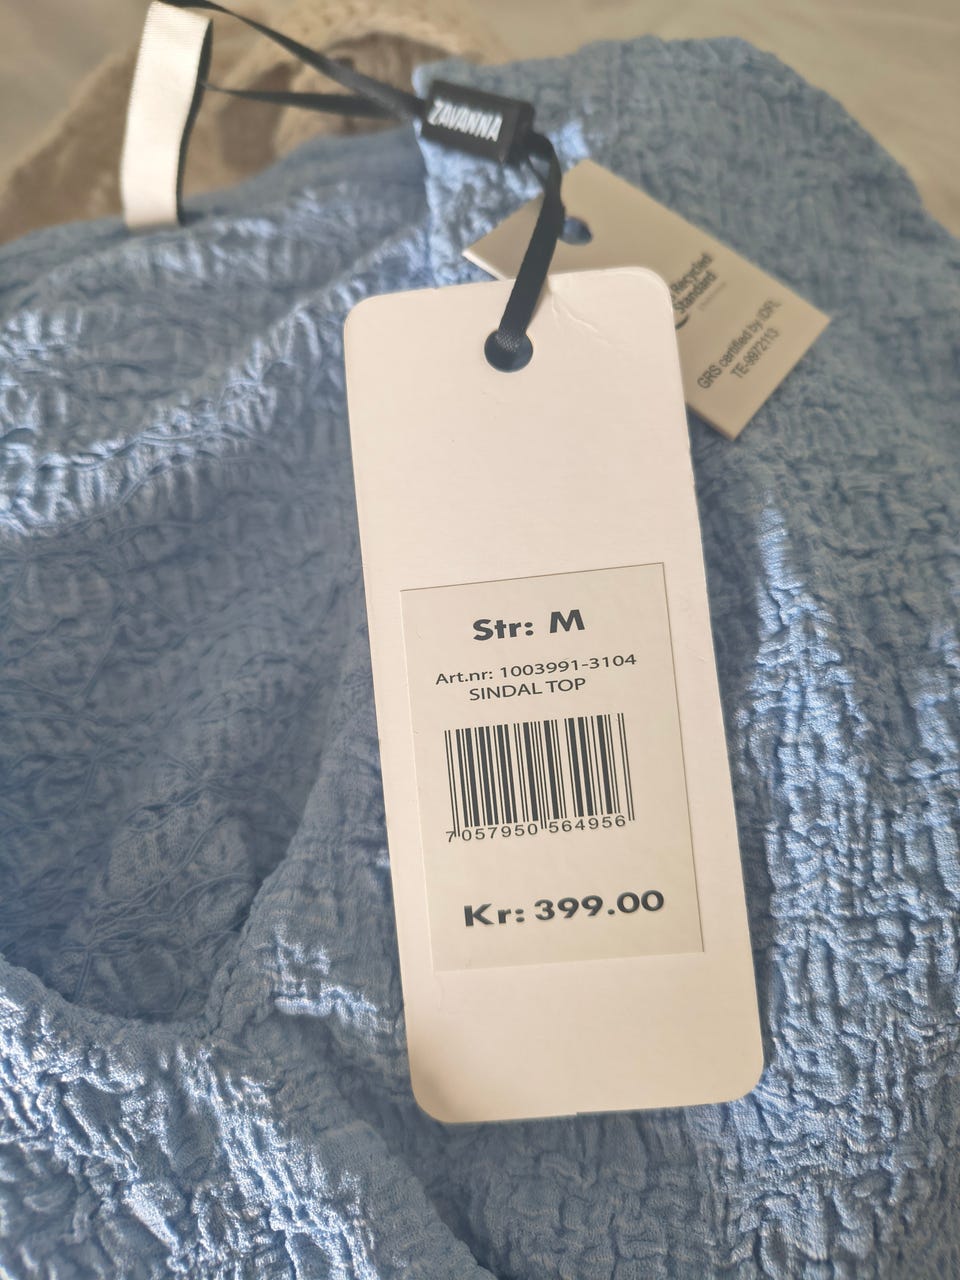 ZAVANNA
Recycled
Standard
GRS certified by IDFL
TE-9972113
Str: M
Art.nr: 1003991-3104
SINDAL TOP
7 057950 564956
Kr: 399.00